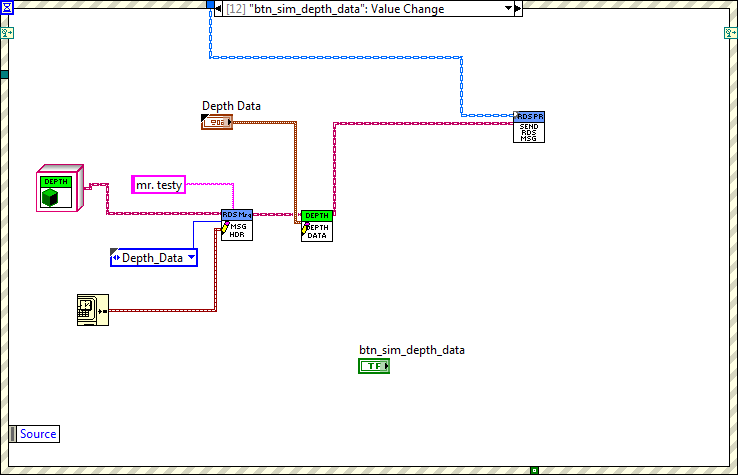 [12] "btn_sim_depth_data": Value Change
Depth Data
RDS PR
SEND
RDS
MSG
DEPTH
mr. testy
RDS Msg
MSG
HDR
DEPTH
DEPTH
DATA
Depth_Data
btn_sim_depth_data
TF
Source